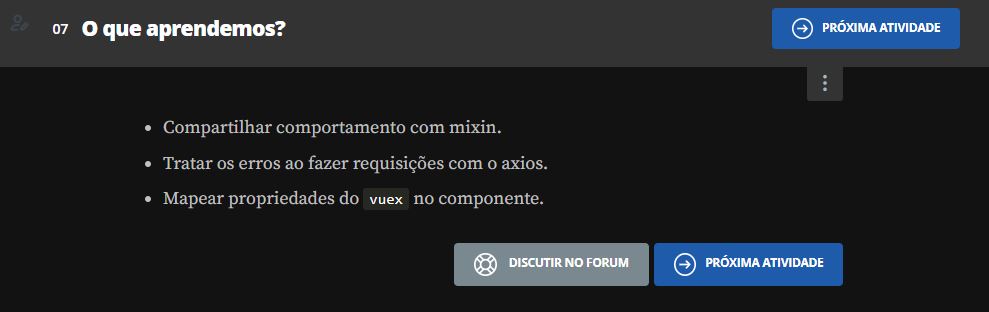 07 O que aprendemos?
PRÓXIMA ATIVIDADE
Compartilhar comportamento com mixin.
Tratar os erros ao fazer requisições com o axios.
Mapear propriedades do vuex no componente.
DISCUTIR NO FORUM
PRÓXIMA ATIVIDADE